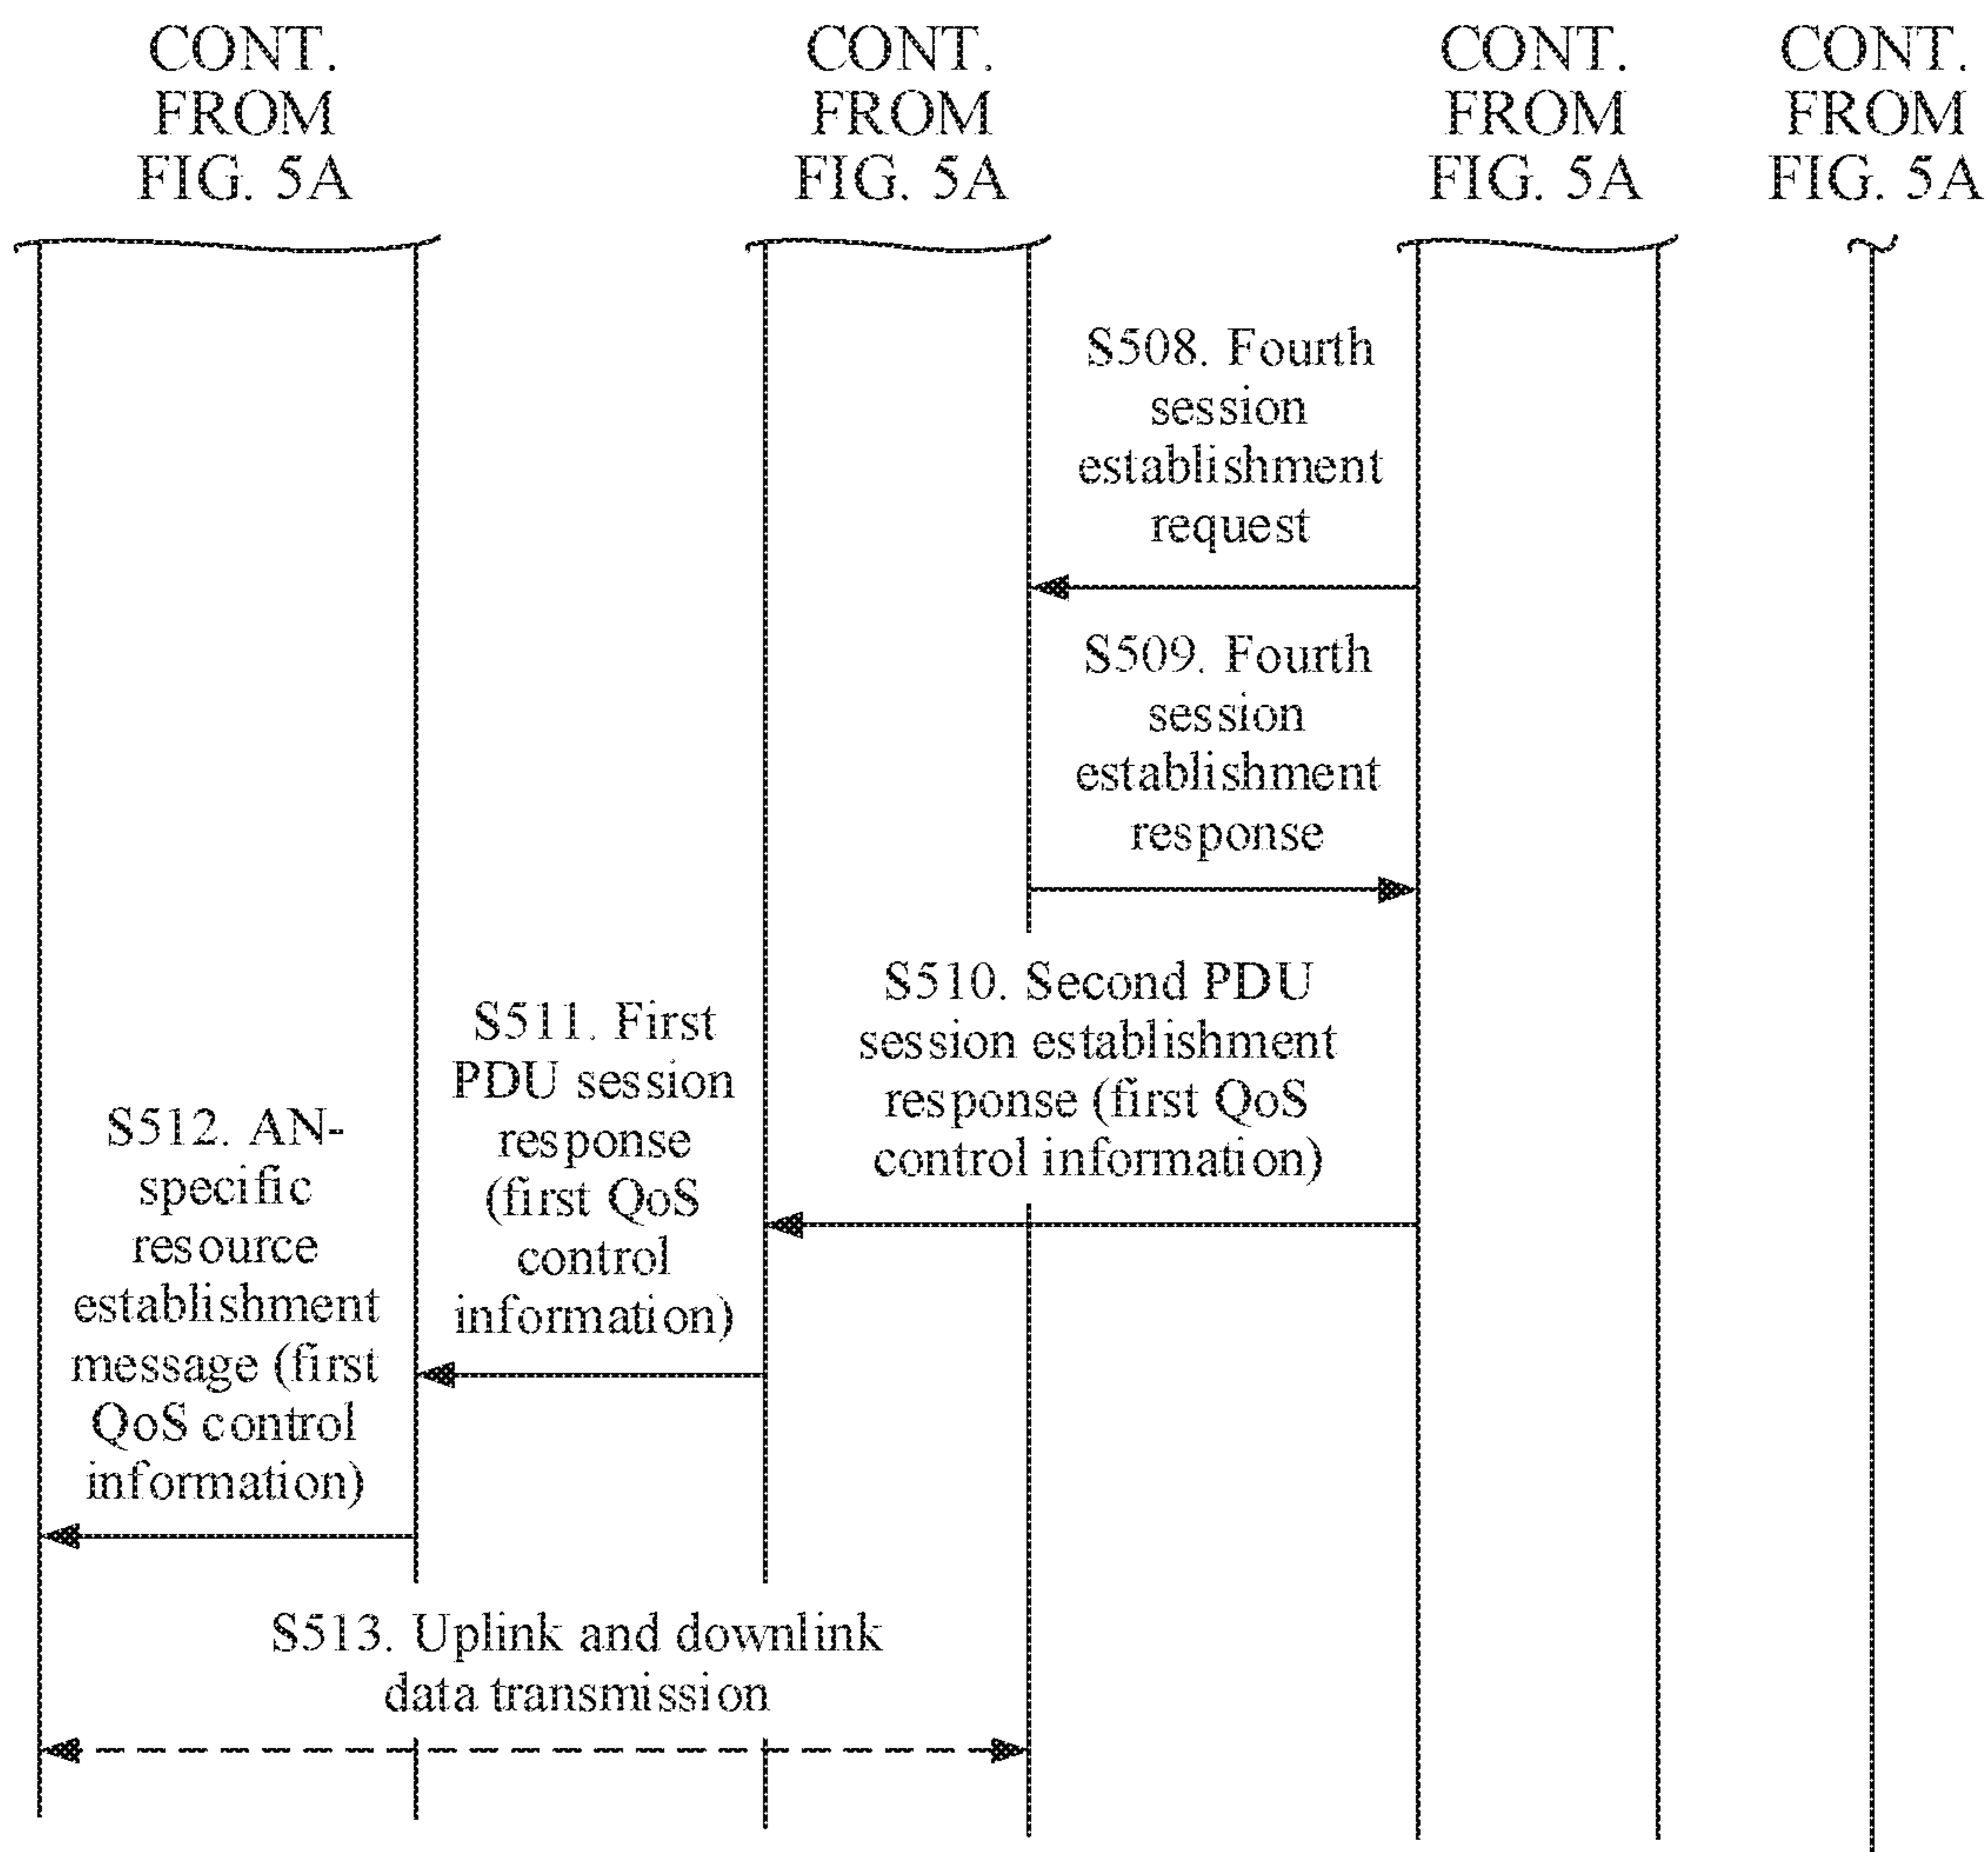 CONT.
FROM
FIG. 5A
CONT.
FROM
FIG. 5A
CONT.
FROM
FIG. 5A
CONT.
FROM
FIG. 5A
S508. Fourth
session
establishment
request
S509. Fourth
session
establishment
response
S510. Second PDU
session establishment
response (first QoS
control information)
S511. First
PDU session
response
(first QoS
control
information)
S512. AN-
specific
resource
establishment
message (first
QoS control
information)
S513. Uplink and downlink
data transmission